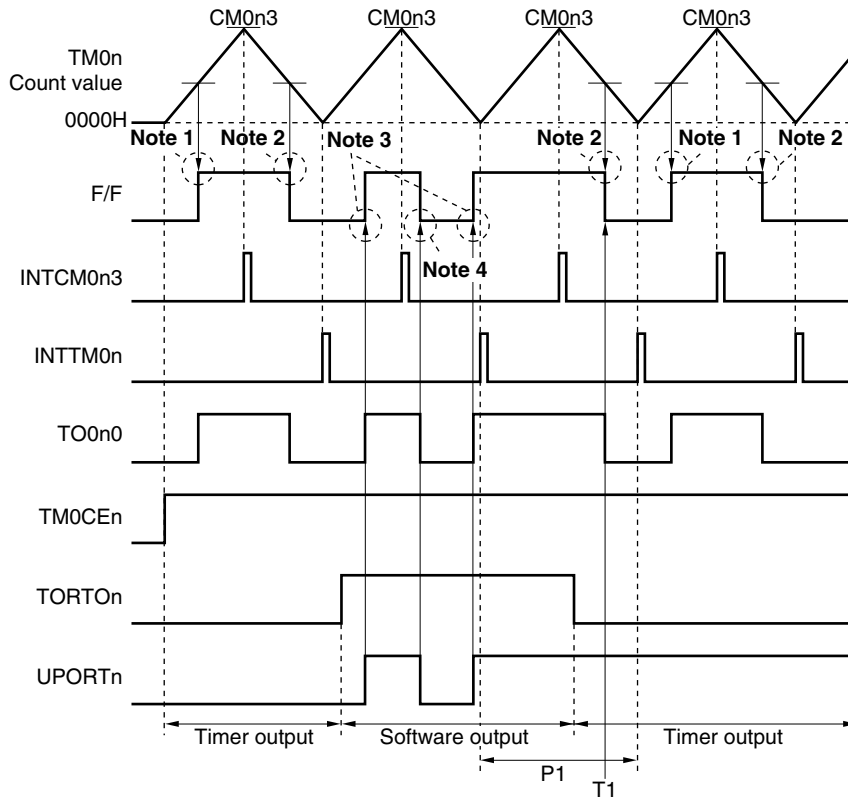 CM0n3 CM0n3 CM0n3 CM0n3
TM0n
Count value
0000H
Note 1 Note 2 Note 3 Note 2 Note 1 Note 2
F/F
Note 4
INTCM0n3
INTTM0n
TO0n0
TM0CEn
TORTOn
UPORTn
Timer output Software output Timer output
P1
T1